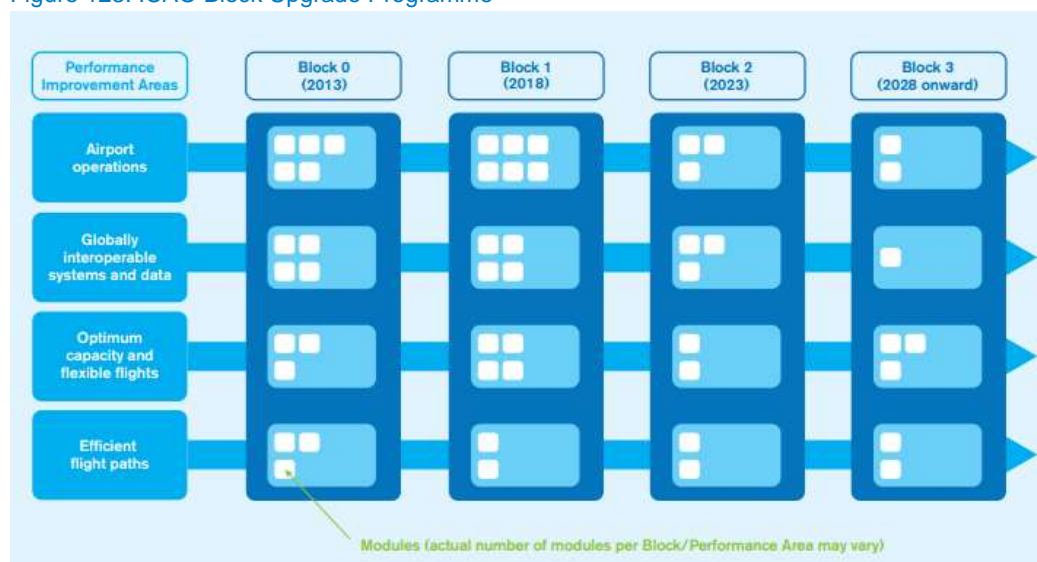 Performance
Improvement Areas
Block 0
(2013)
Block 1
(2018)
Block 2
(2023)
Block 3
(2028 onward)
Airport
operations
Globally
interoperable
systems and data
Optimum
capacity and
flexible flights
Efficient
flight paths
Modules (actual number of modules per Block/Performance Area may vary)